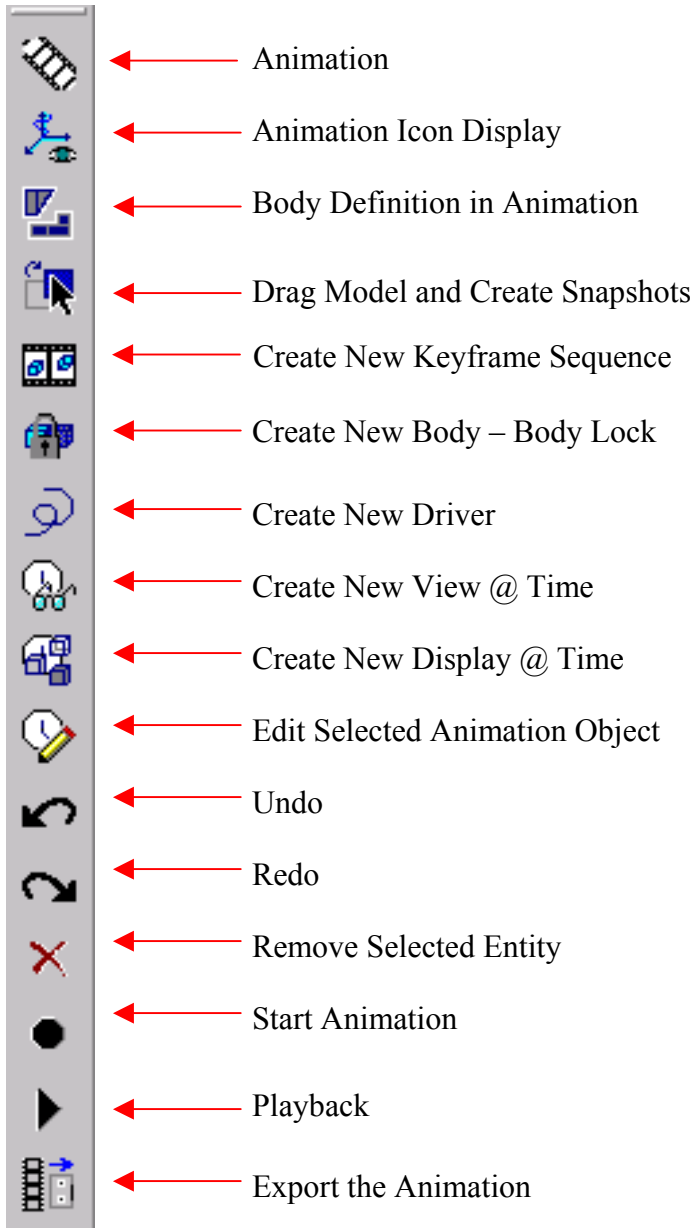 Animation
Animation Icon Display
Body Definition in Animation
Drag Model and Create Snapshots
Create New Keyframe Sequence
Create New Body – Body Lock
Create New Driver
Create New View @ Time
Create New Display @ Time
Edit Selected Animation Object
Undo
Redo
Remove Selected Entity
Start Animation
Playback
Export the Animation